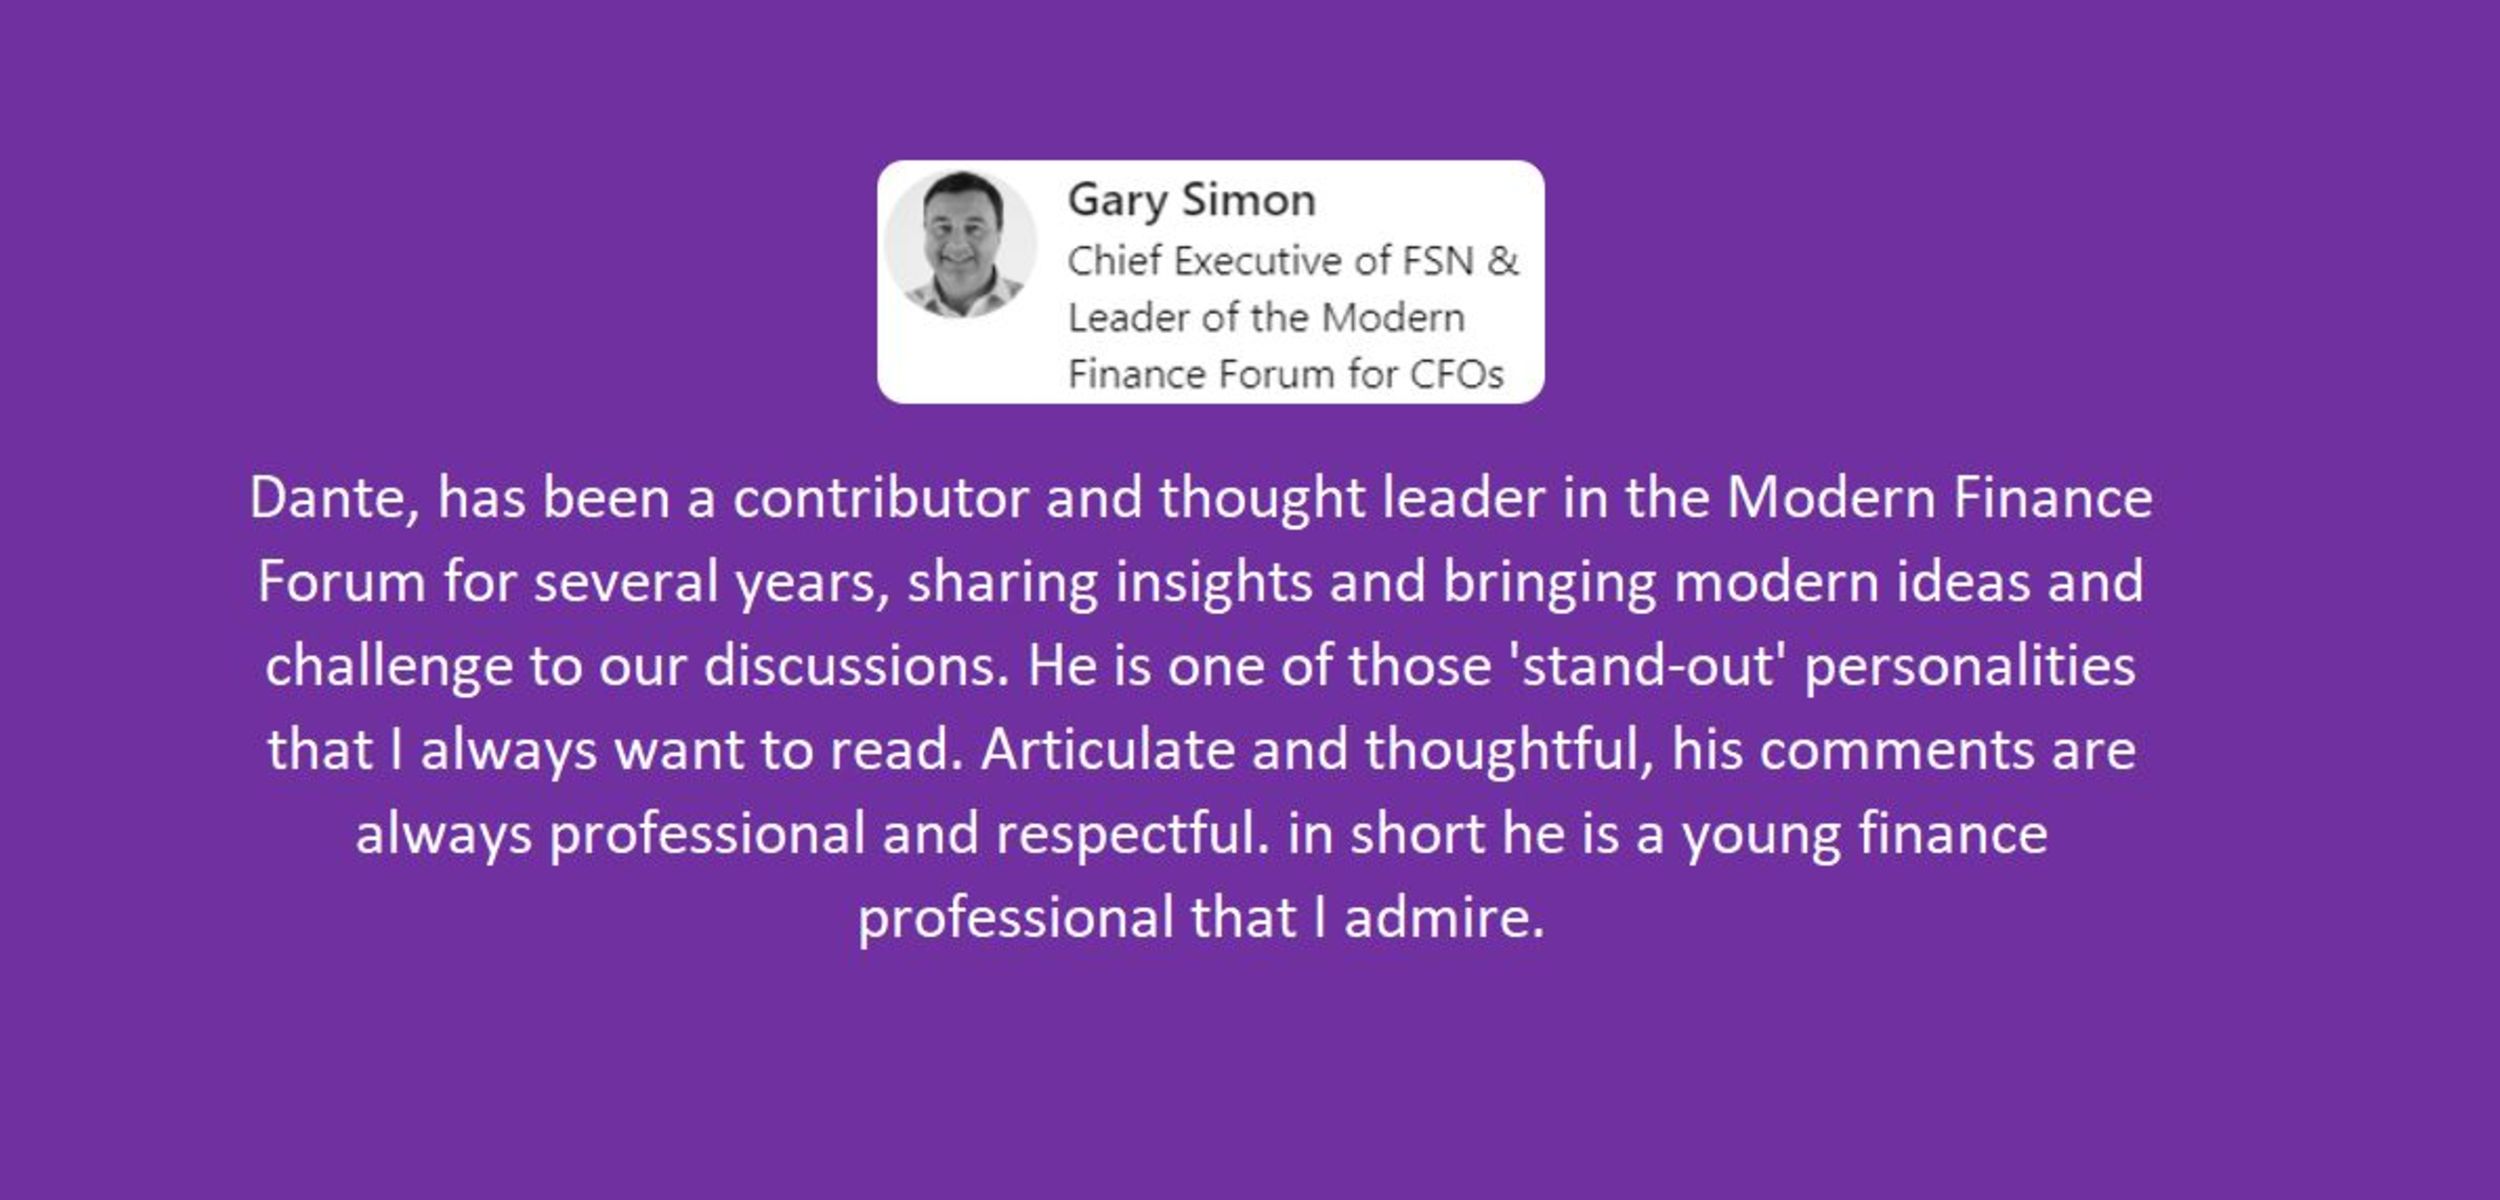 Gary Simon
Chief Executive of FSN &
Leader of the Modern
Finance Forum for CFOs
Dante, has been a contributor and thought leader in the Modern Finance
Forum for several years, sharing insights and bringing modern ideas and
challenge to our discussions. He is one of those 'stand-out' personalities
that I always want to read. Articulate and thoughtful, his comments are
always professional and respectful. in short he is a young finance
professional that I admire.